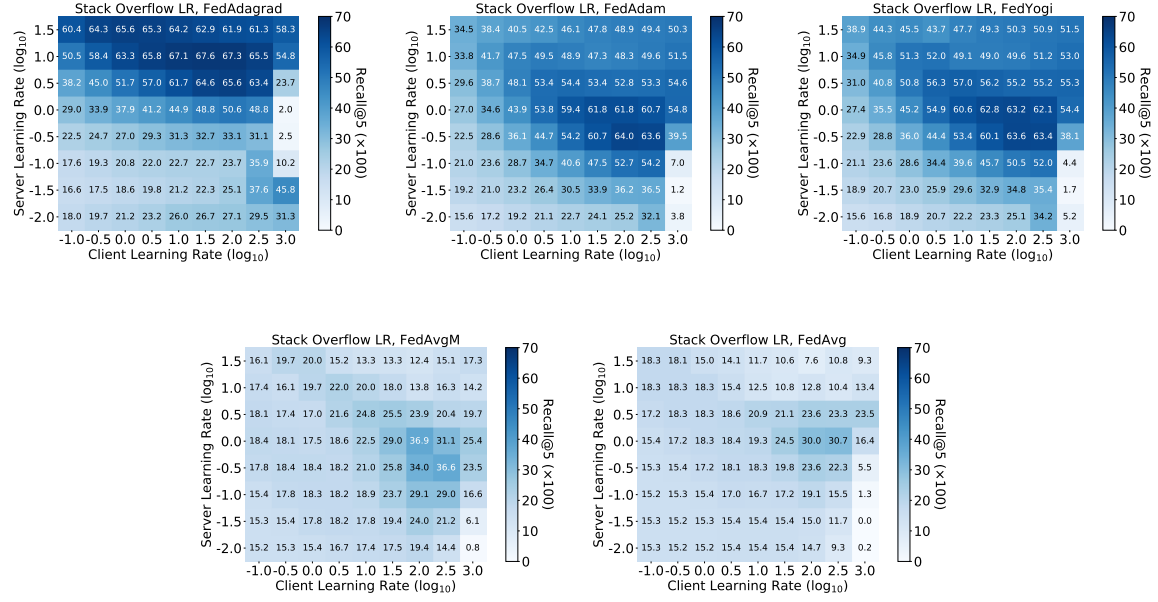 Stack Overflow LR, FedAdagrad
Server Learning Rate (log10)
1.5 60.4 64.3 65.6 65.3 64.2 62.9 61.9 61.3 58.3
1.0 50.5 58.4 63.3 65.8 67.1 67.6 67.3 65.5 54.8
0.5 38.2 45.0 51.7 57.0 61.7 64.6 65.6 63.4 23.7
0.0 29.0 33.9 37.9 41.2 44.9 48.8 50.6 48.8 2.0
-0.5 22.5 24.7 27.0 29.3 31.3 32.7 33.1 31.1 2.5
-1.0 17.6 19.3 20.8 22.0 22.7 22.7 23.7 35.9 10.2
-1.5 16.6 17.5 18.6 19.8 21.2 22.3 25.1 37.6 45.8
-2.0 18.0 19.7 21.2 23.2 26.0 26.7 27.1 29.5 31.3
-1.0 -0.5 0.0 0.5 1.0 1.5 2.0 2.5 3.0
Client Learning Rate (log10)
70
60
50
40
30
20
10
0
Recall@5 (×100)
Stack Overflow LR, FedAdam
Server Learning Rate (log10)
1.5 34.5 38.4 40.5 42.5 46.1 47.8 48.9 49.4 50.3
1.0 33.8 41.7 47.5 49.1 53.5 48.9 49.4 50.6 51.5
0.5 29.6 38.7 48.1 53.4 54.4 53.4 52.8 53.3 54.6
0.0 26.7 34.6 43.9 53.8 59.4 61.8 61.8 60.7 54.8
-0.5 22.5 28.6 36.1 44.7 54.2 60.7 64.0 63.6 39.5
-1.0 21.0 23.6 28.7 34.7 40.6 47.5 52.7 54.2 7.0
-1.5 19.2 21.0 23.2 26.4 30.5 33.9 36.2 36.5 1.2
-2.0 15.6 17.2 19.2 21.1 22.7 24.1 25.2 32.1 3.8
-1.0 -0.5 0.0 0.5 1.0 1.5 2.0 2.5 3.0
Client Learning Rate (log10)
70
60
50
40
30
20
10
0
Recall@5 (×100)
Stack Overflow LR, FedYogi
Server Learning Rate (log10)
1.5 38.9 44.3 45.5 43.7 47.7 49.3 50.3 50.9 51.5
1.0 34.9 45.8 51.3 52.0 49.1 49.0 49.6 51.2 53.0
0.5 31.0 40.8 50.8 56.3 57.0 56.2 55.2 55.2 55.3
0.0 27.4 35.5 45.2 54.9 60.6 62.8 63.2 62.1 54.4
-0.5 22.9 28.8 36.0 44.4 53.4 60.1 63.6 63.4 38.1
-1.0 21.1 23.6 28.6 34.4 39.6 45.7 50.5 52.0 4.4
-1.5 18.9 20.7 23.0 25.9 29.6 32.9 34.8 35.4 1.7
-2.0 15.6 16.8 18.9 20.7 22.2 23.3 25.1 34.2 5.2
-1.0 -0.5 0.0 0.5 1.0 1.5 2.0 2.5 3.0
Client Learning Rate (log10)
70
60
50
40
30
20
10
0
Recall@5 (×100)
Stack Overflow LR, FedAvgM
Server Learning Rate (log10)
1.5 16.1 19.7 20.0 15.2 13.3 13.3 12.4 15.1 17.3
1.0 17.4 16.1 19.7 22.0 20.0 18.0 13.8 16.3 14.2
0.5 18.1 17.4 17.0 21.6 24.8 25.5 23.9 20.4 19.7
0.0 18.4 18.1 17.5 18.6 22.5 29.0 36.9 31.1 25.4
-0.5 17.8 18.4 18.2 18.2 21.0 25.8 34.0 36.6 23.5
-1.0 15.4 17.8 18.3 18.2 18.9 23.7 29.1 29.0 16.6
-1.5 15.3 15.4 17.8 18.2 17.8 19.4 24.0 21.2 6.1
-2.0 15.2 15.3 15.4 16.7 17.4 17.5 19.4 14.4 0.8
-1.0 -0.5 0.0 0.5 1.0 1.5 2.0 2.5 3.0
Client Learning Rate (log10)
70
60
50
40
30
20
10
0
Recall@5 (×100)
Stack Overflow LR, FedAvg
Server Learning Rate (log10)
1.5 18.3 18.1 15.0 14.1 11.7 10.6 7.6 10.8 9.3
1.0 18.3 18.3 18.3 15.4 12.5 10.8 12.8 10.4 13.4
0.5 17.2 18.3 18.3 18.6 20.9 21.1 23.6 23.3 23.5
0.0 15.4 17.2 18.3 18.4 19.3 24.5 30.0 30.7 16.4
-0.5 15.3 15.4 17.2 18.1 18.3 19.8 23.6 22.3 5.5
-1.0 15.2 15.3 15.4 17.0 16.7 17.2 19.1 15.5 1.3
-1.5 15.3 15.4 15.3 15.4 15.4 15.4 15.0 11.7 0.0
-2.0 15.3 15.2 15.4 15.4 15.4 15.4 14.7 9.3 0.2
-1.0 -0.5 0.0 0.5 1.0 1.5 2.0 2.5 3.0
Client Learning Rate (log10)
70
60
50
40
30
20
10
0
Recall@5 (×100)